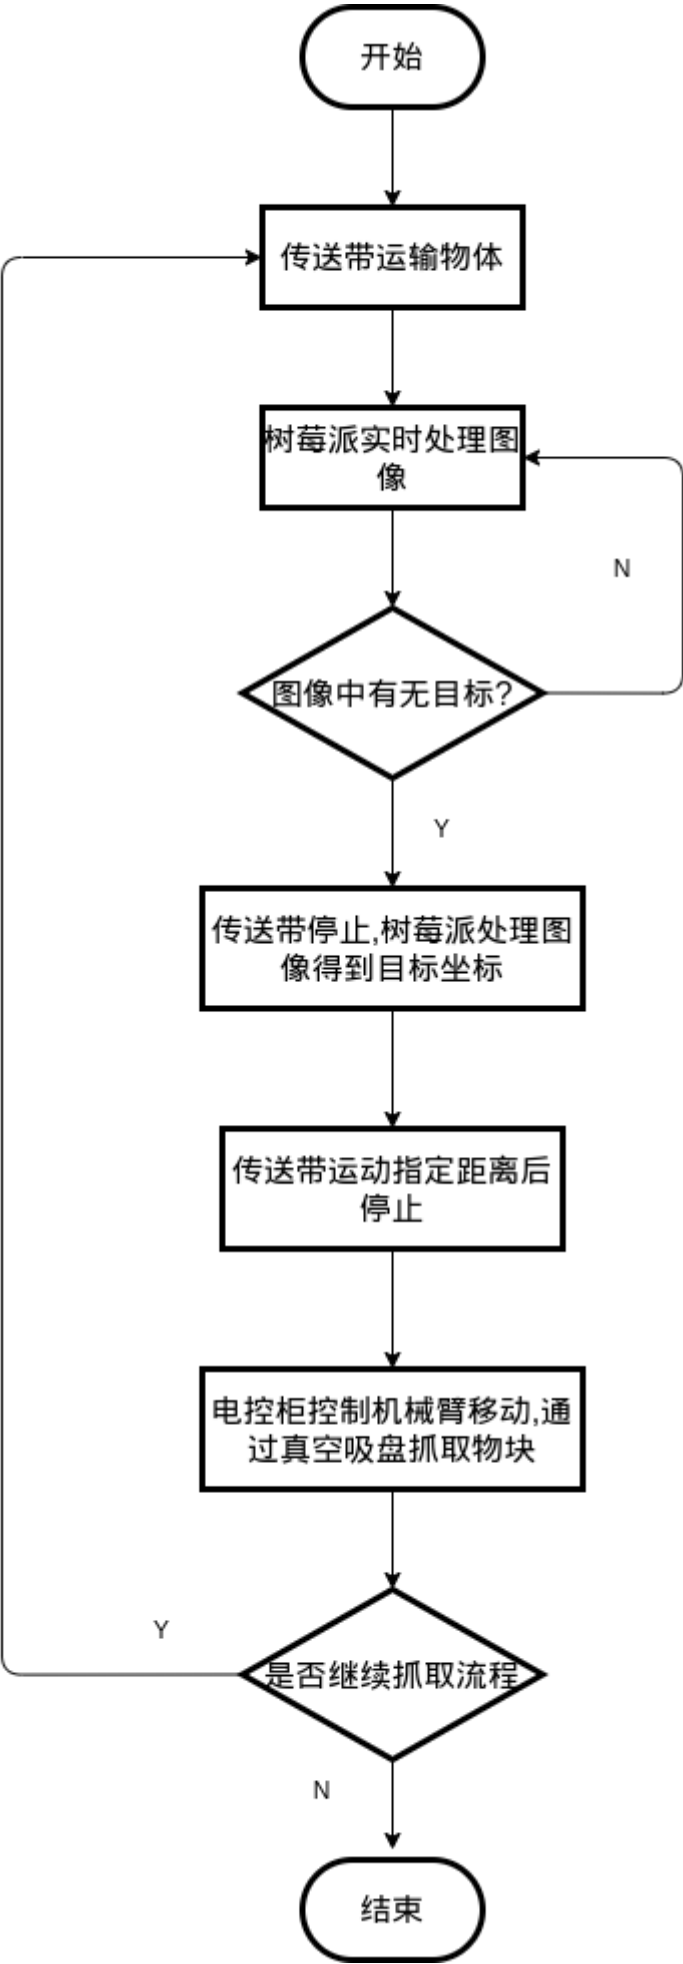 开始
传送带运输物体
树莓派实时处理图
像
N
图像中有无目标?
Y
传送带停止,树莓派处理图
像得到目标坐标
传送带运动指定距离后
停止
电控柜控制机械臂移动,通
过真空吸盘抓取物块
Y
是否继续抓取流程
N
结束